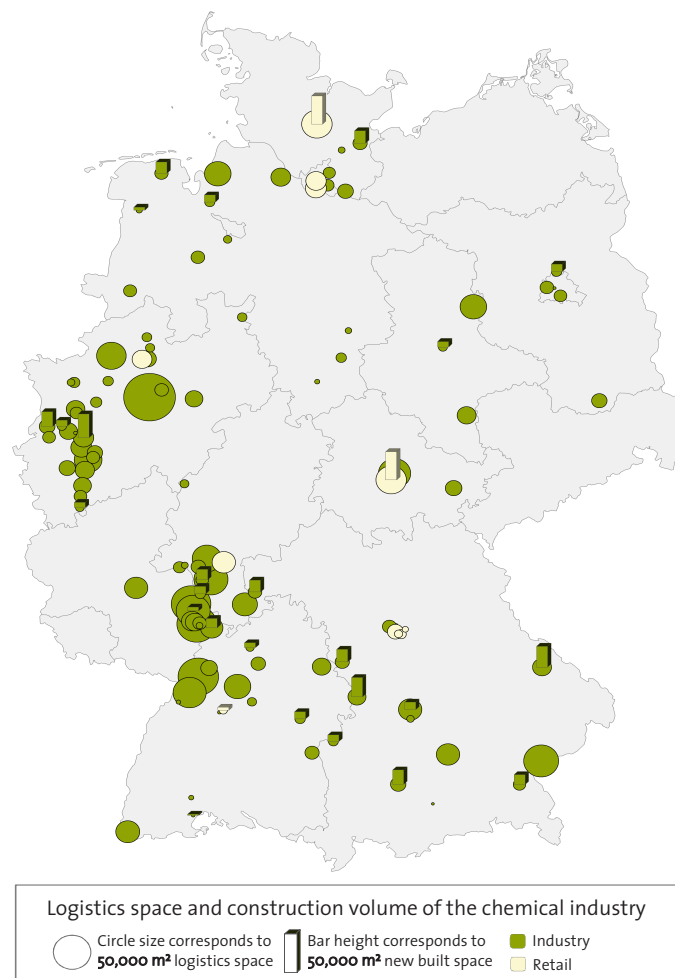 Logistics space and construction volume of the chemical industry
Circle size corresponds to
50,000 m² logistics space
Bar height corresponds to
50,000 m² new built space
Industry
Retail